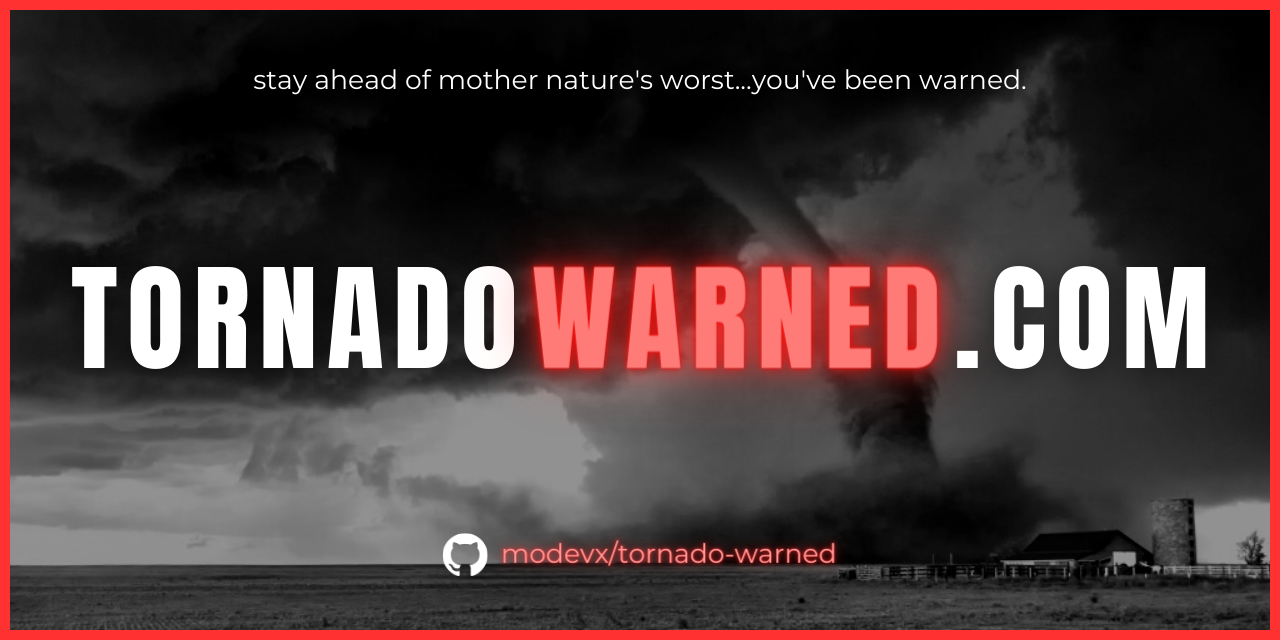 stay ahead of mother nature's worst...you've been warned.
TORNADOWARNED.COM
modevx/tornado-warned